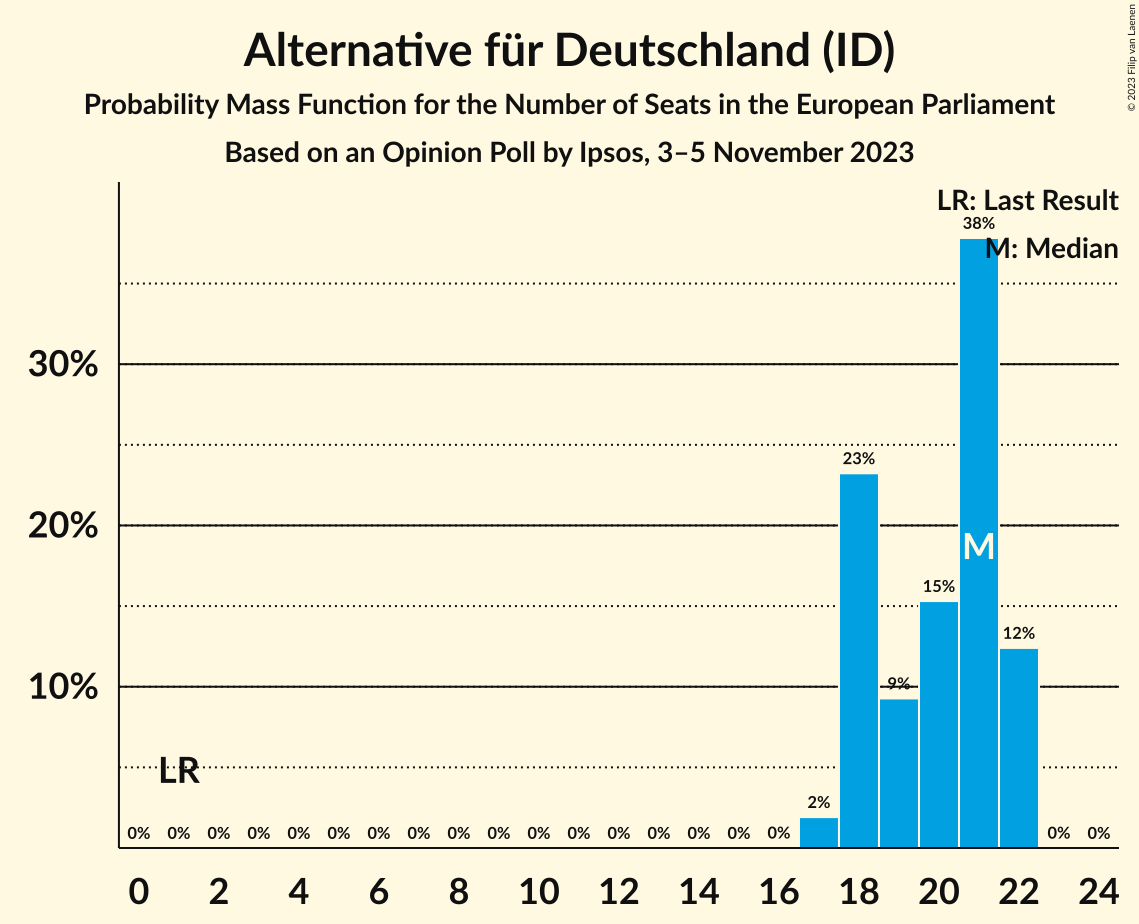 Alternative für Deutschland (ID)
Probability Mass Function for the Number of Seats in the European Parliament
Based on an Opinion Poll by Ipsos, 3–5 November 2023
© 2023 Filip van Laenen
LR: Last Result
38%
M: Median
30%
23%
20%
M
15%
12%
10%
9%
LR
2%
0% 0% 0% 0% 0% 0% 0% 0% 0% 0% 0% 0% 0% 0% 0% 0% 0% 0% 0%
0 2 4 6 8 10 12 14 16 18 20 22 24